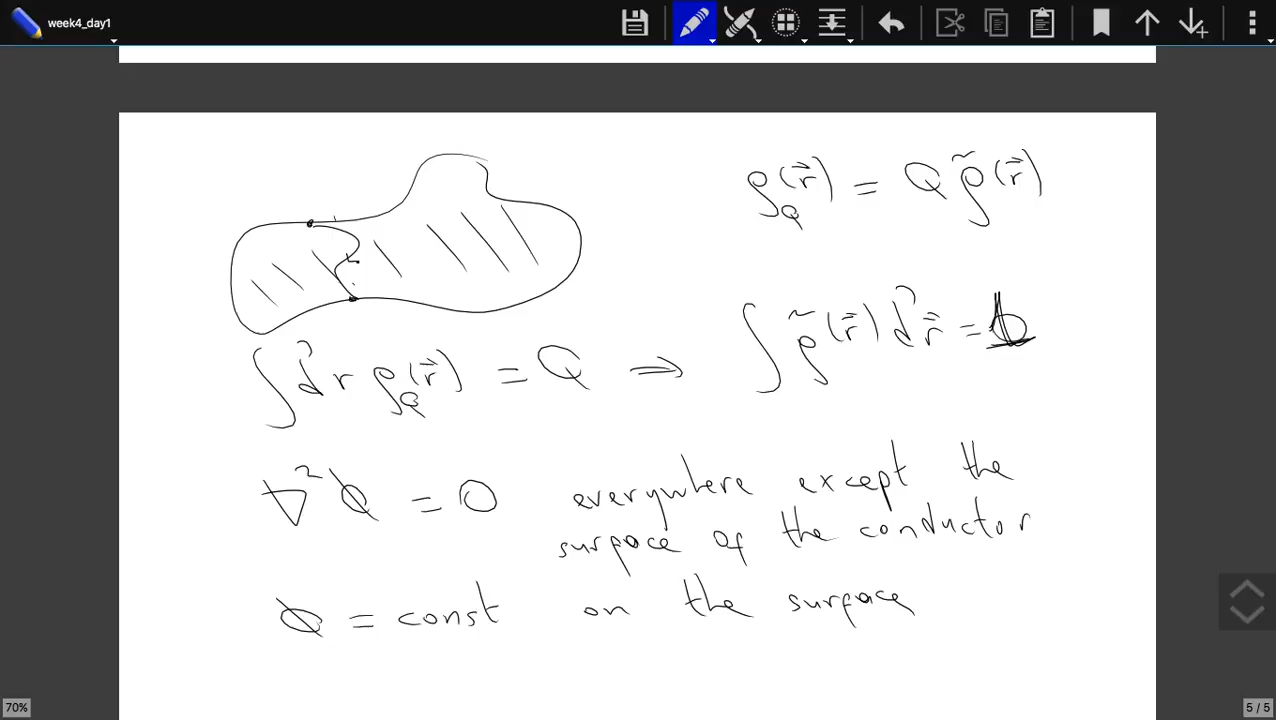 week4_day1
ρ_Q(r⃗) = Q ρ̃(r⃗)
∫ d³r ρ_Q(r⃗) = Q ⇒ ∫ ρ̃(r⃗) d³r⃗ = 1
∇²ϕ = 0 everywhere except the
surface of the conductor
ϕ = const on the surface
70%
5 / 5